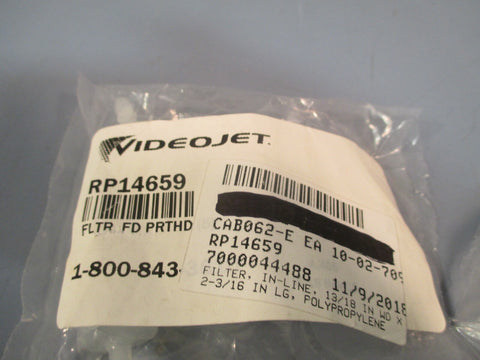 VIDEOJET
RP14659
FLTR, FD PRTHD
1-800-843-
CAB062-E EA 10-02-709
RP14659
7000044488 11/9/2018
FILTER, IN-LINE, 13/18 IN WD X
2-3/16 IN LG, POLYPROPYLENE